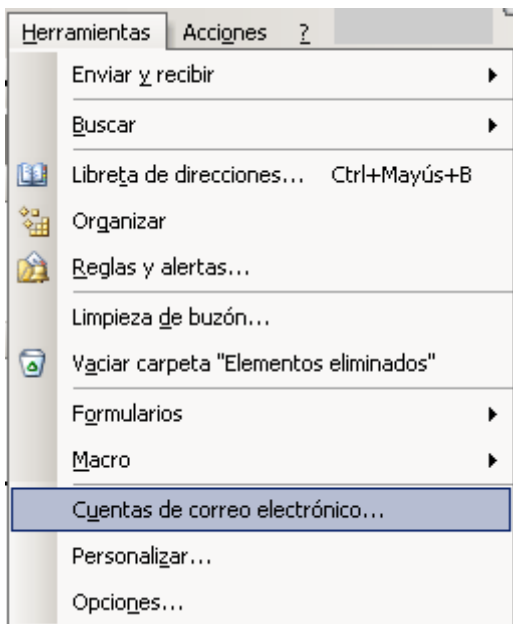 Herramientas Acciones ?
Enviar y recibir
Buscar
Libreta de direcciones... Ctrl+Mayús+B
Organizar
Reglas y alertas...
Limpieza de buzón...
Vaciar carpeta "Elementos eliminados"
Formularios
Macro
Cuentas de correo electrónico...
Personalizar...
Opciones...